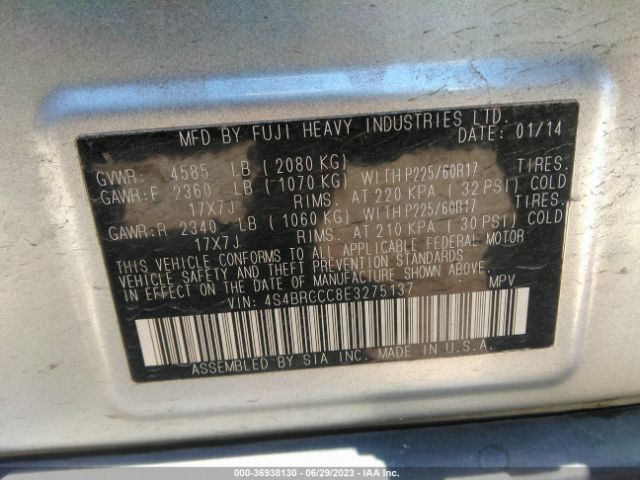 MFD BY FUJI HEAVY INDUSTRIES LTD.
DATE: 01/14
GVWR: 4585 LB ( 2080 KG)
GAWR:F 2360 LB ( 1070 KG) WITH P225/60R17 TIRES,
17X7J RIMS, AT 220 KPA ( 32 PSI) COLD
GAWR:R 2340 LB ( 1060 KG) WITH P225/60R17 TIRES,
17X7J RIMS, AT 210 KPA ( 30 PSI) COLD
THIS VEHICLE CONFORMS TO ALL APPLICABLE FEDERAL MOTOR
VEHICLE SAFETY AND THEFT PREVENTION STANDARDS
IN EFFECT ON THE DATE OF MANUFACTURE SHOWN ABOVE.
VIN: 4S4BRCCC8E3275137 MPV
ASSEMBLED BY SIA INC. MADE IN U.S.A.
000-36938130 - 06/29/2023 - IAA Inc.